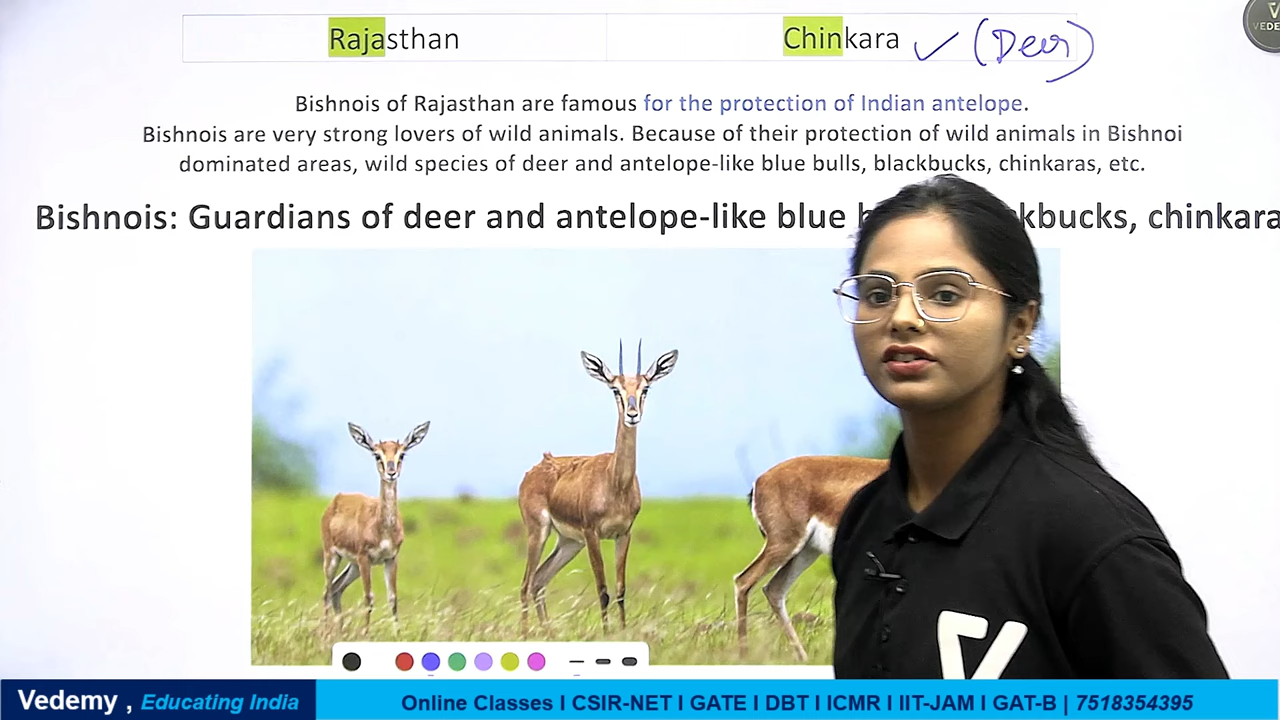 Rajasthan Chinkara (Deer)
VEDE
Bishnois of Rajasthan are famous for the protection of Indian antelope.
Bishnois are very strong lovers of wild animals. Because of their protection of wild animals in Bishnoi
dominated areas, wild species of deer and antelope-like blue bulls, blackbucks, chinkaras, etc.
Bishnois: Guardians of deer and antelope-like blue b kbucks, chinkara
Vedemy , Educating India
Online Classes I CSIR-NET I GATE I DBT I ICMR I IIT-JAM I GAT-B | 7518354395